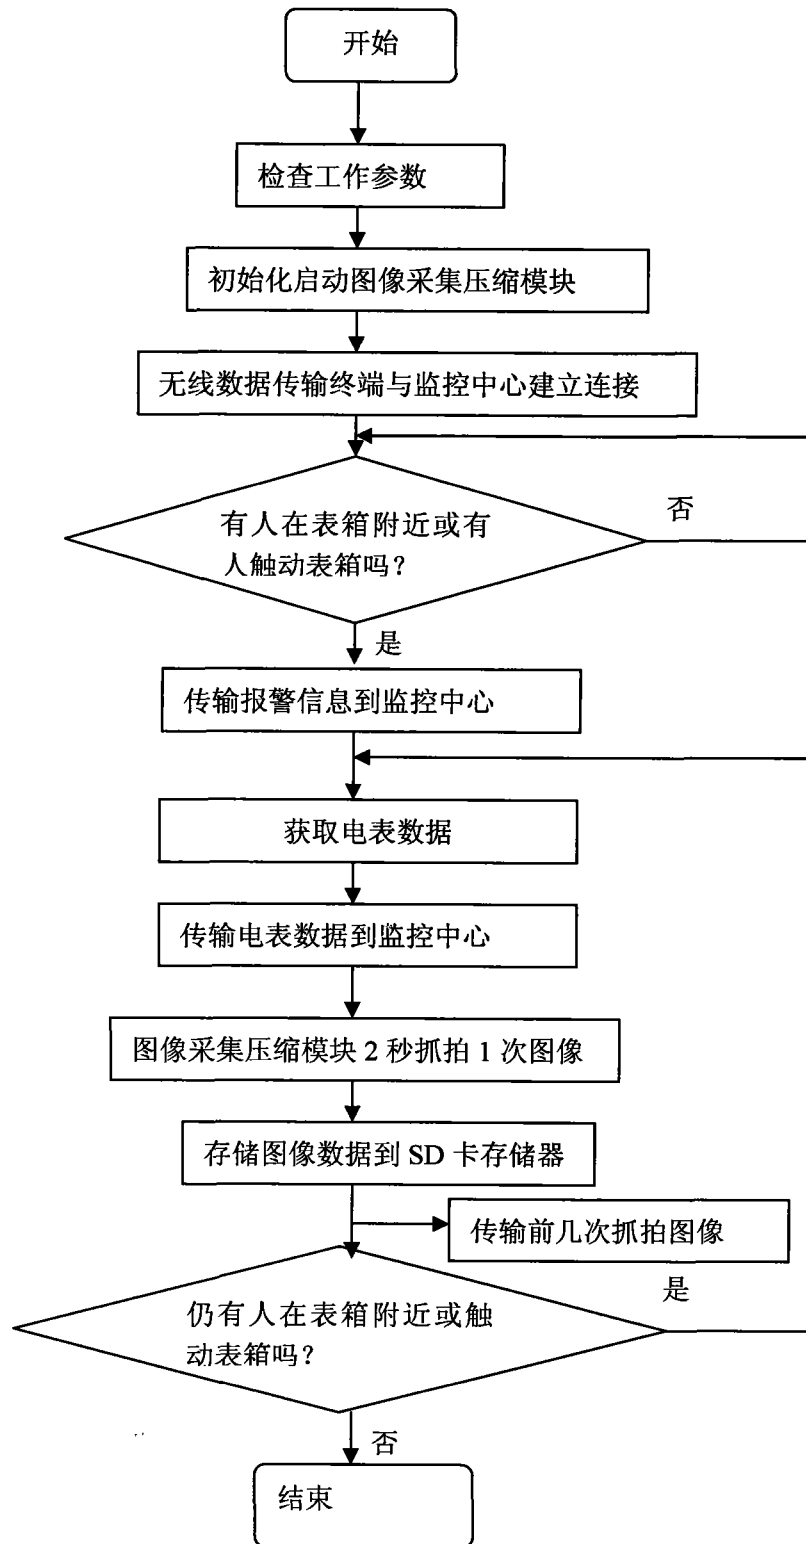 开始
检查工作参数
初始化启动图像采集压缩模块
无线数据传输终端与监控中心建立连接
有人在表箱附近或有
人触动表箱吗？
否
是
传输报警信息到监控中心
获取电表数据
传输电表数据到监控中心
图像采集压缩模块 2 秒抓拍 1 次图像
存储图像数据到 SD 卡存储器
传输前几次抓拍图像
仍有人在表箱附近或触
动表箱吗？
是
否
结束